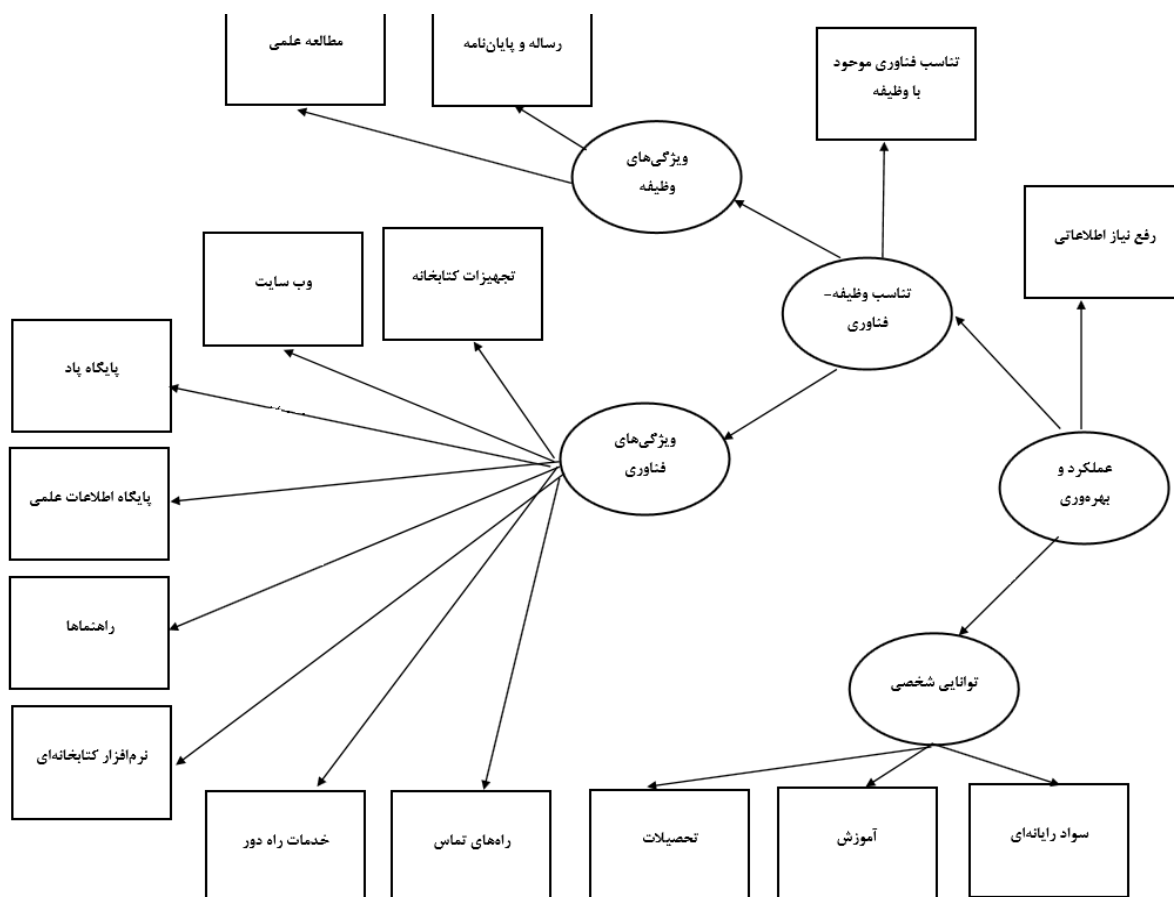 مطالعه علمی
رساله و پایان‌نامه
تناسب فناوری موحود
با وظیفه
ویژگی‌های
وظیفه
رفع نیاز اطلاعاتی
وب سایت
تجهیزات کتابخانه
تناسب وظیفه-
فناوری
پایگاه پاد
ویژگی‌های
فناوری
عملکرد و
بهره‌وری
پایگاه اطلاعات علمی
راهنماها
توانایی شخصی
نرم‌افزار کتابخانه‌ای
خدمات راه دور
راه‌های تماس
تحصیلات
آموزش
سواد رایانه‌ای